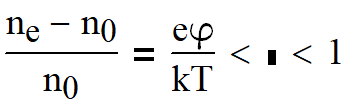 (nₑ − n₀)/n₀ = eφ/kT < ▪ < 1